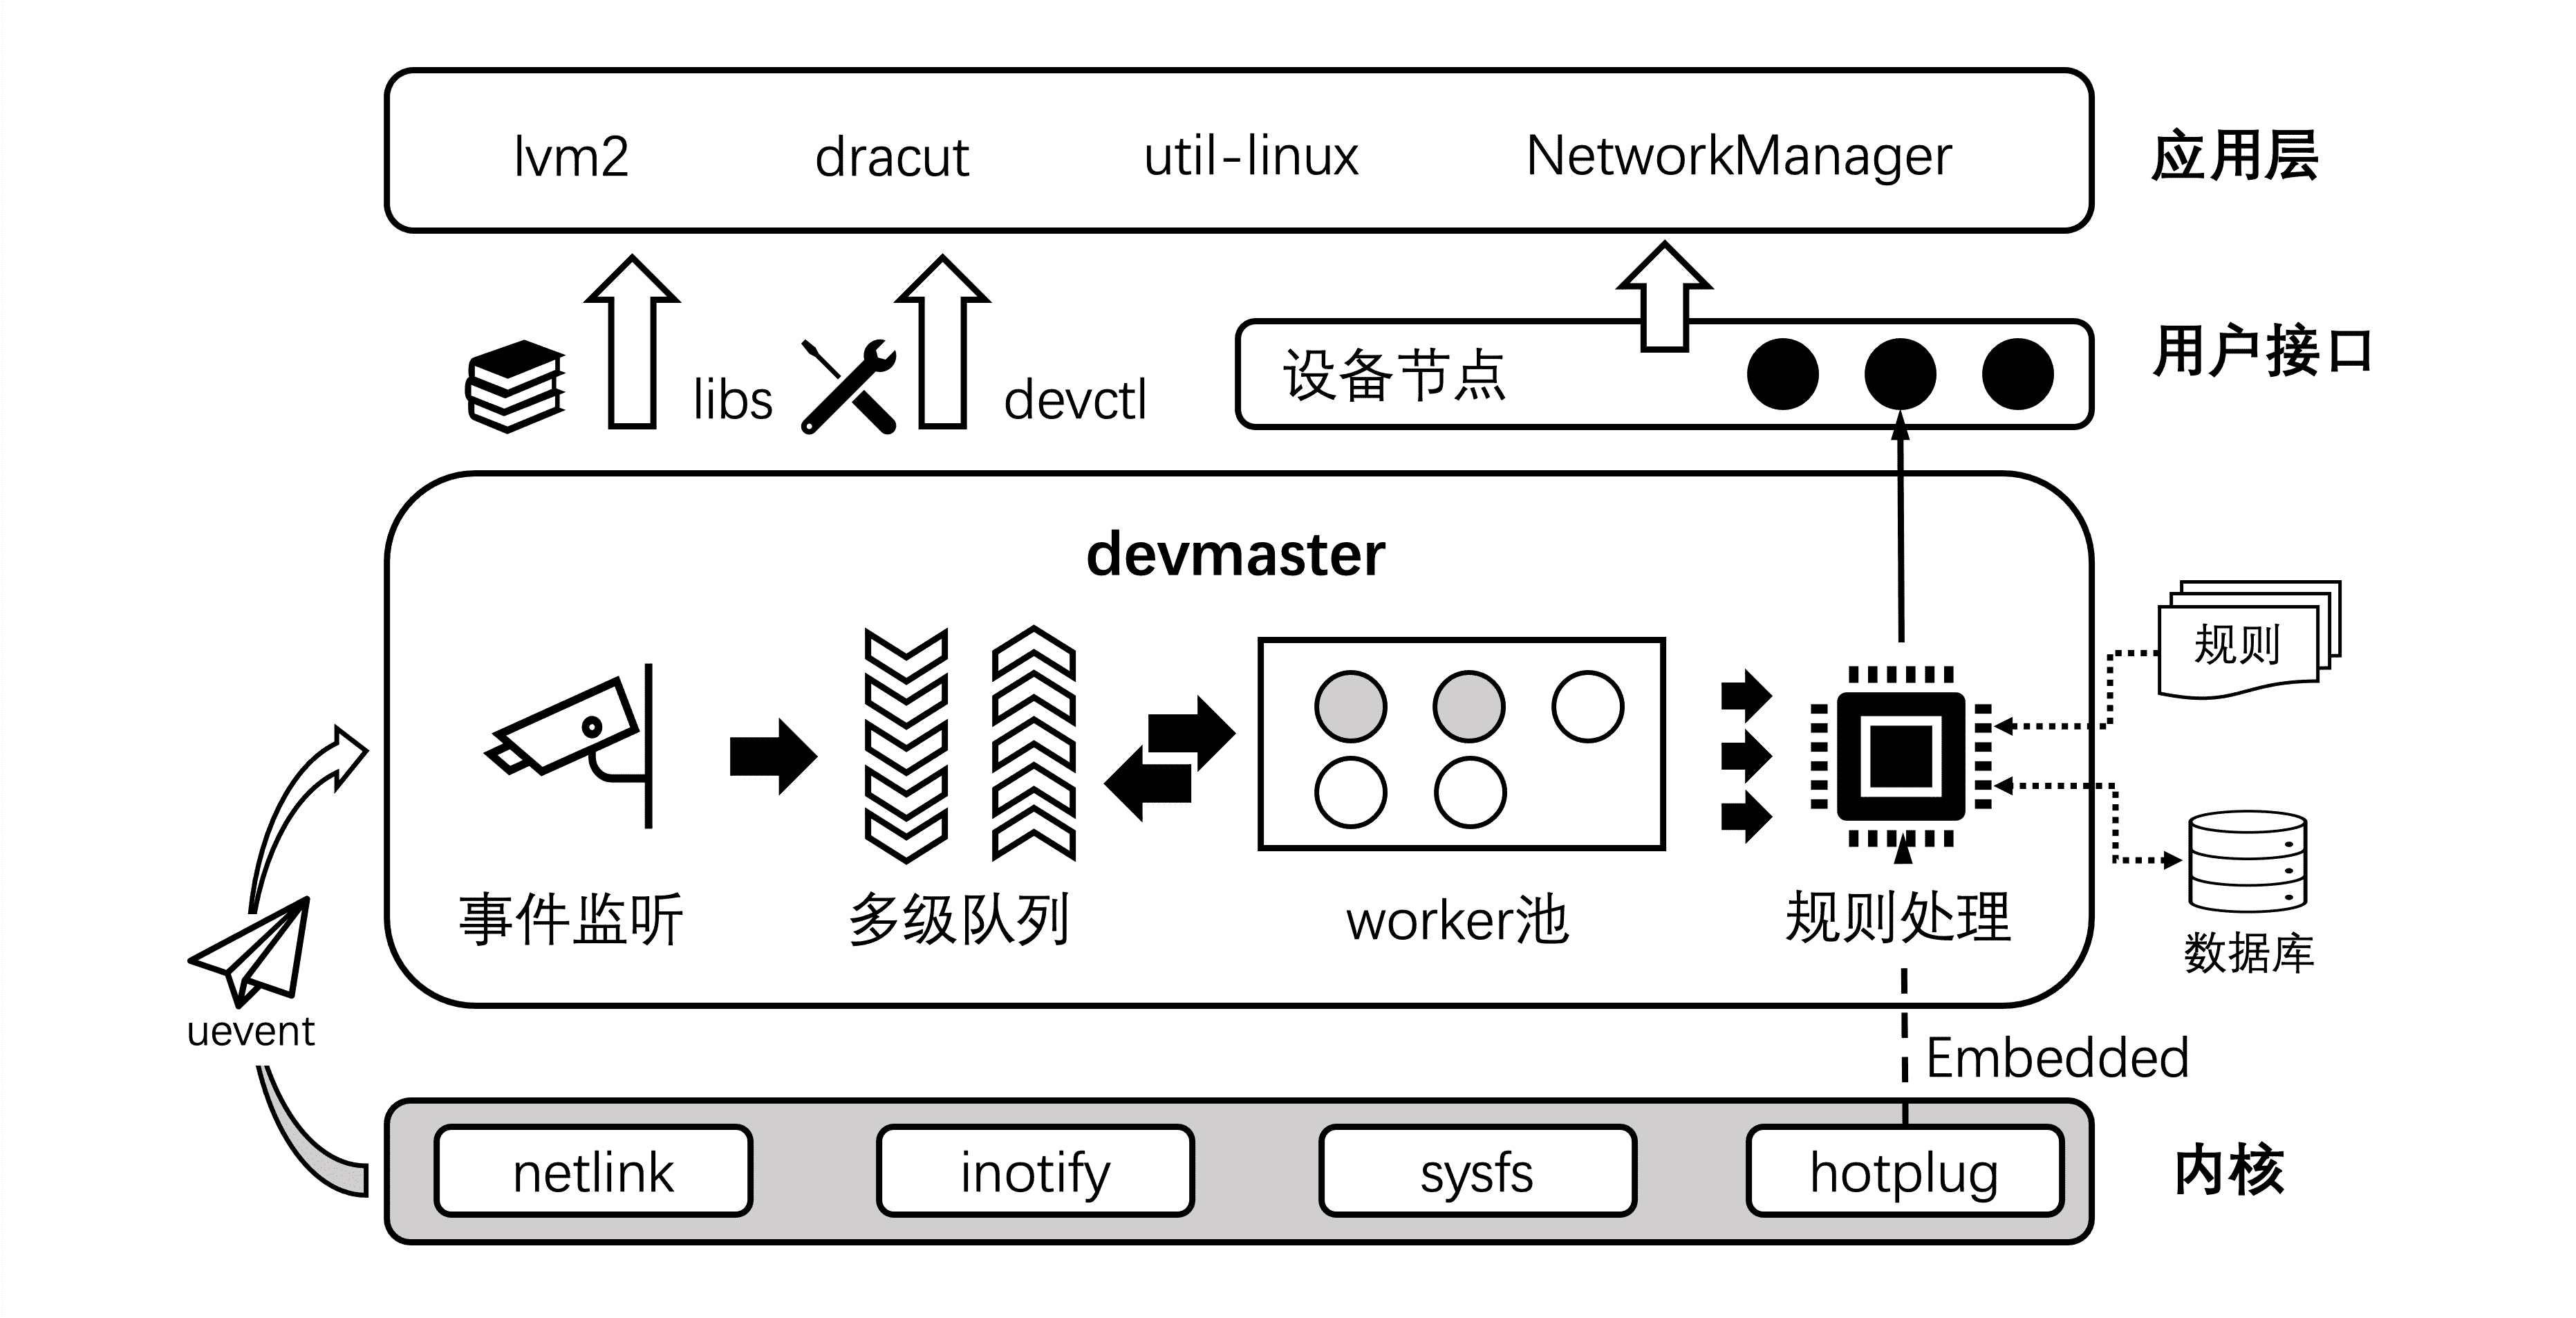 lvm2 dracut util-linux NetworkManager
应用层
libs
devctl
设备节点
用户接口
devmaster
规则
事件监听 多级队列 worker池 规则处理
数据库
uevent
Embedded
netlink inotify sysfs hotplug
内核